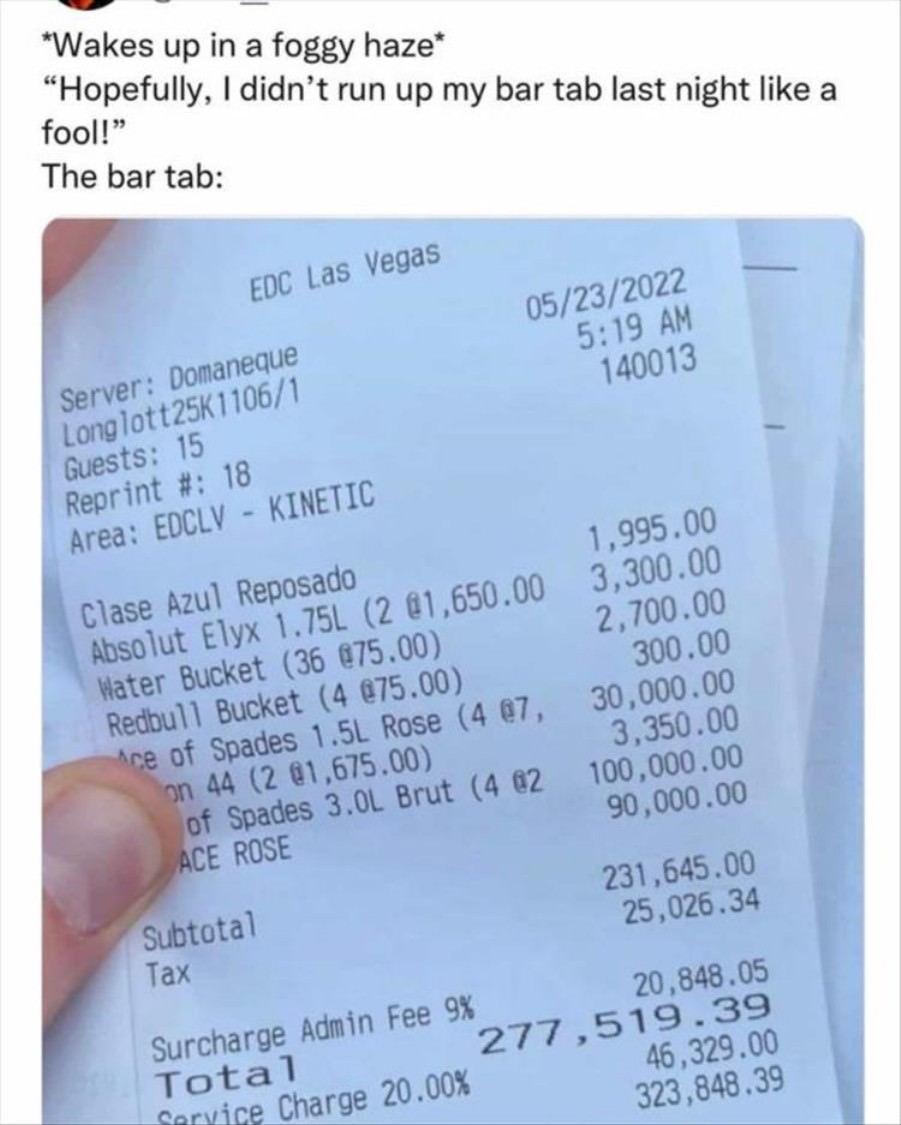 *Wakes up in a foggy haze*
“Hopefully, I didn’t run up my bar tab last night like a
fool!”
The bar tab:
EDC Las Vegas
05/23/2022
5:19 AM
140013
Server: Domaneque
Longlott25K1106/1
Guests: 15
Reprint #: 18
Area: EDCLV - KINETIC
Clase Azul Reposado 1,995.00
Absolut Elyx 1.75L (2 @1,650.00 3,300.00
Water Bucket (36 @75.00) 2,700.00
Redbull Bucket (4 @75.00) 300.00
Ace of Spades 1.5L Rose (4 @7, 30,000.00
on 44 (2 @1,675.00) 3,350.00
of Spades 3.0L Brut (4 @2 100,000.00
ACE ROSE 90,000.00
Subtotal 231,645.00
Tax 25,026.34
Surcharge Admin Fee 9% 20,848.05
Total 277,519.39
Service Charge 20.00% 46,329.00
323,848.39